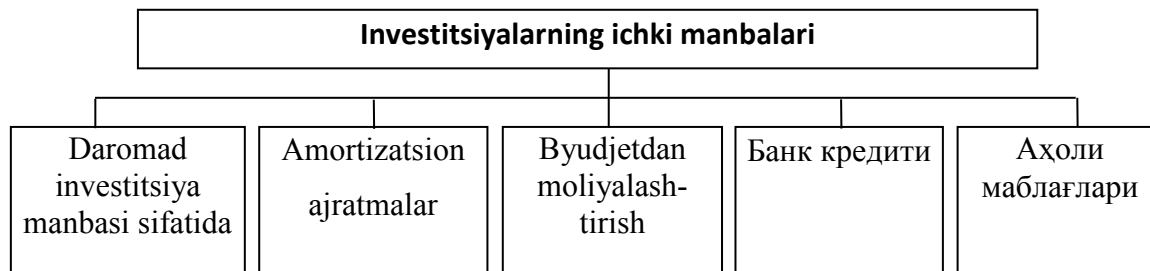 Investitsiyalarning ichki manbalari
Daromad
investitsiya
manbasi sifatida
Amortizatsion
ajratmalar
Byudjetdan
moliyalash-
tirish
Банк кредити
Аҳоли
маблағлари